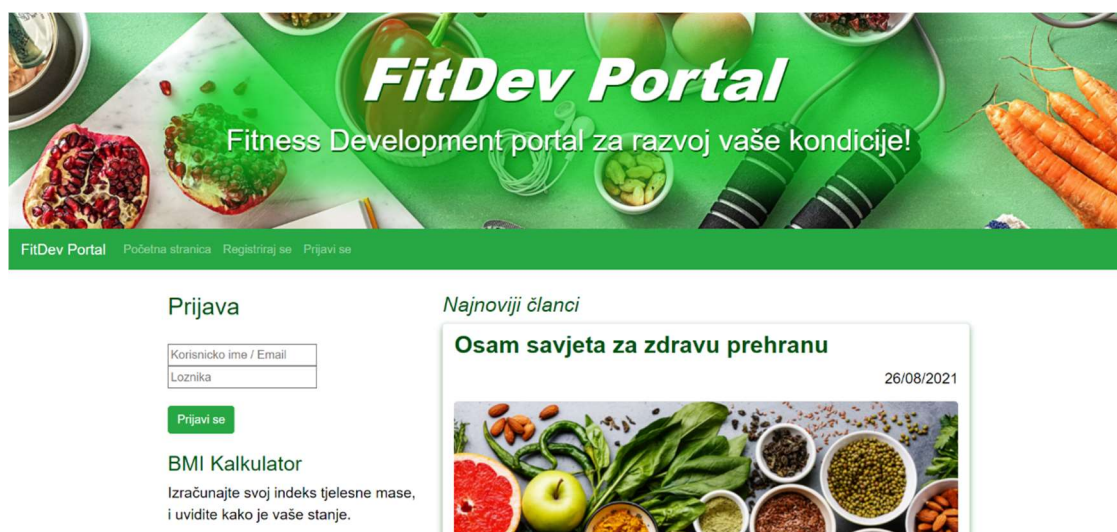 FitDev Portal
Fitness Development portal za razvoj vaše kondicije!
FitDev Portal Početna stranica Registriraj se Prijavi se
Prijava
Korisnicko ime / Email
Loznika
Prijavi se
BMI Kalkulator
Izračunajte svoj indeks tjelesne mase,
i uvidite kako je vaše stanje.
Najnoviji članci
Osam savjeta za zdravu prehranu
26/08/2021